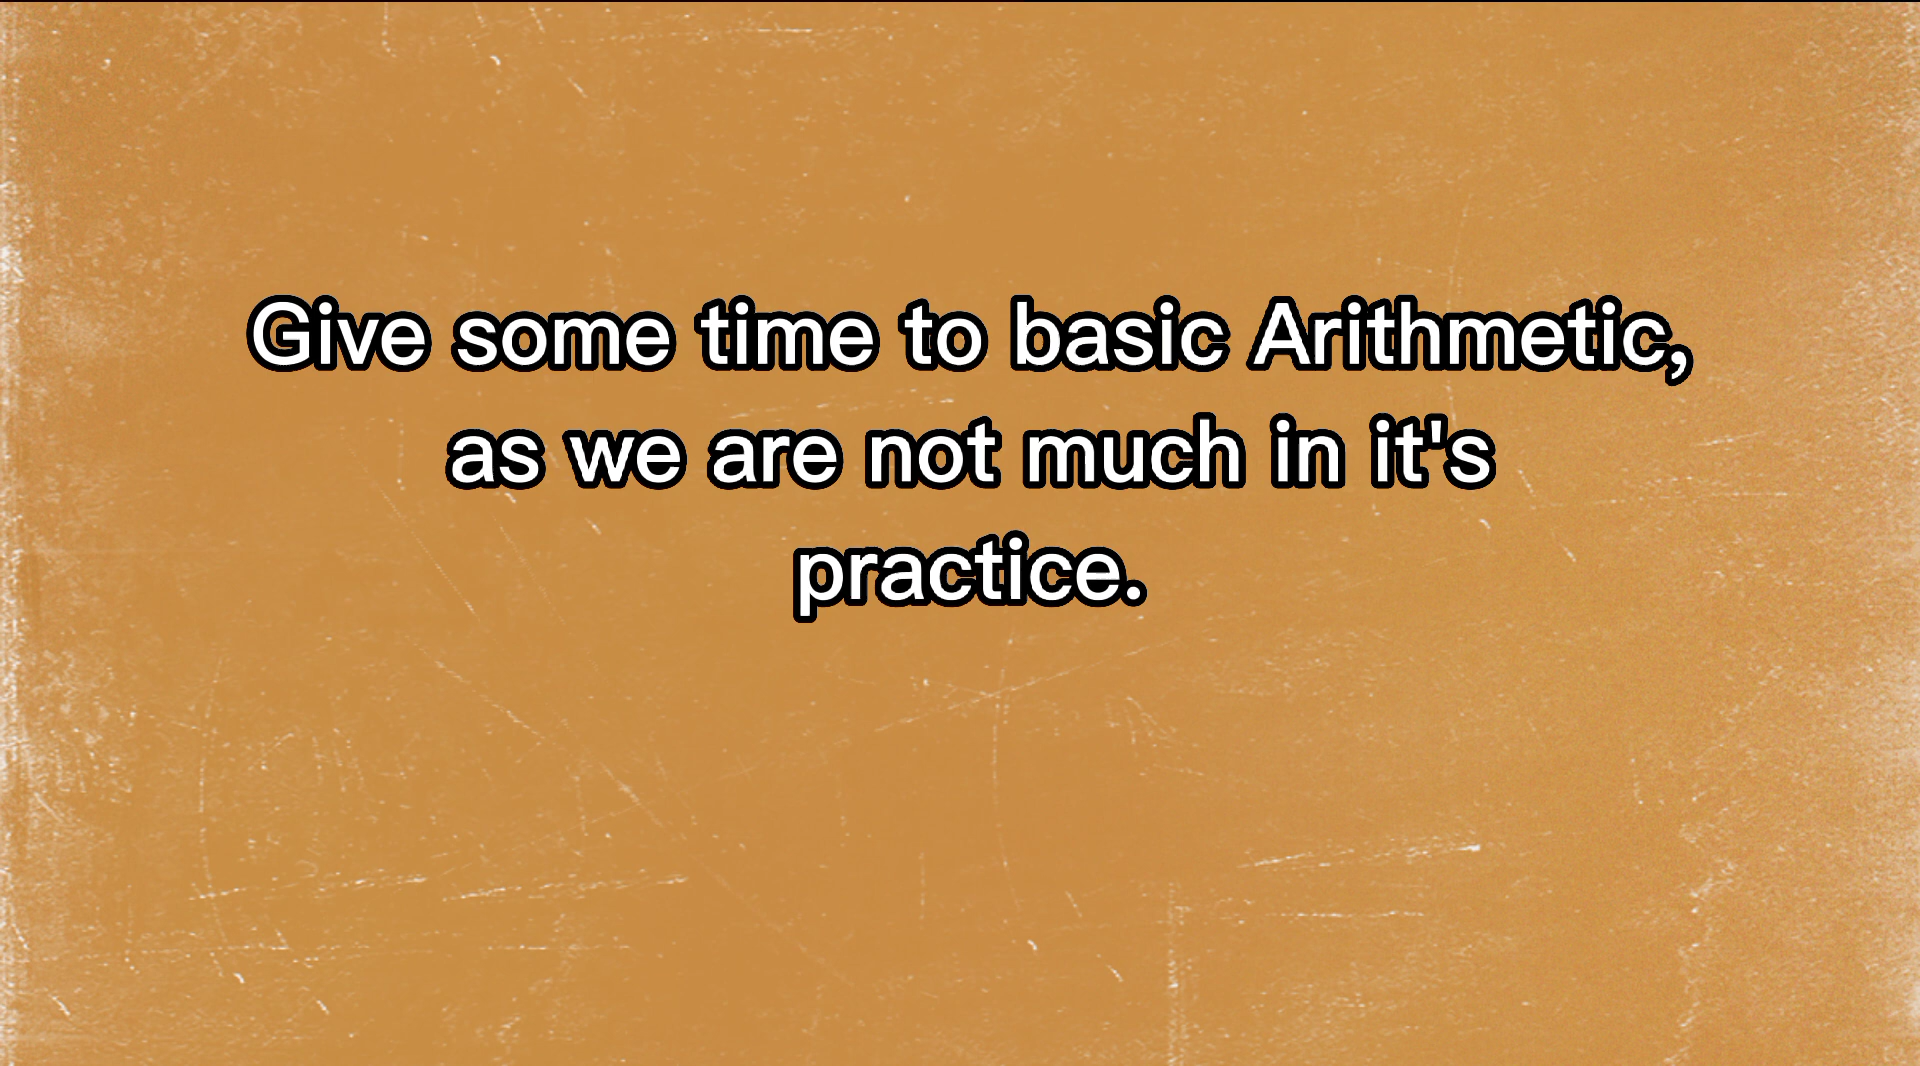 Give some time to basic Arithmetic,
as we are not much in it's
practice.